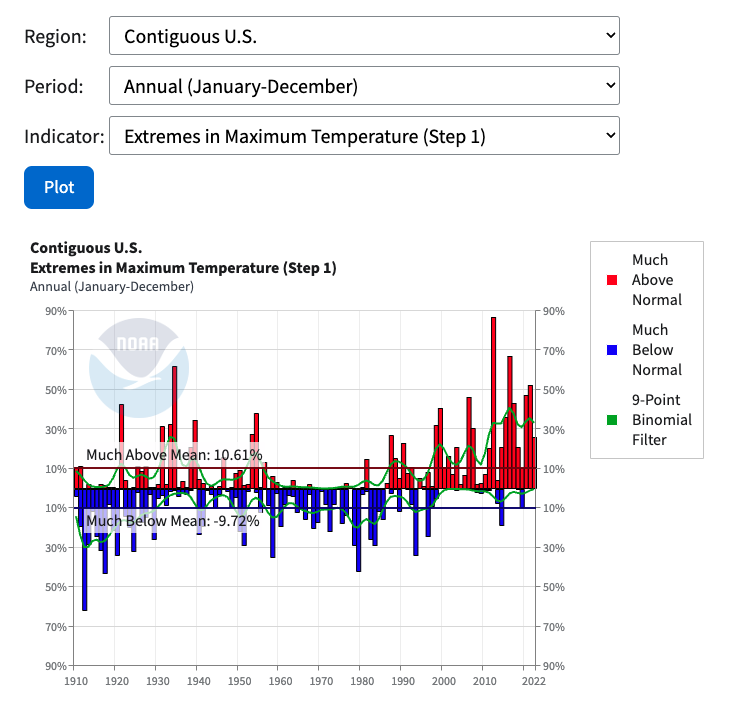 Region: Contiguous U.S.
Period: Annual (January-December)
Indicator: Extremes in Maximum Temperature (Step 1)
Plot
Contiguous U.S.
Extremes in Maximum Temperature (Step 1)
Annual (January-December)
90% 90%
70% 70%
50% 50%
30% 30%
10% 10%
10% 10%
30% 30%
50% 50%
70% 70%
90% 90%
NOAA
Much Above Mean: 10.61%
Much Below Mean: -9.72%
1910 1920 1930 1940 1950 1960 1970 1980 1990 2000 2010 2022
Much
Above
Normal
Much
Below
Normal
9-Point
Binomial
Filter